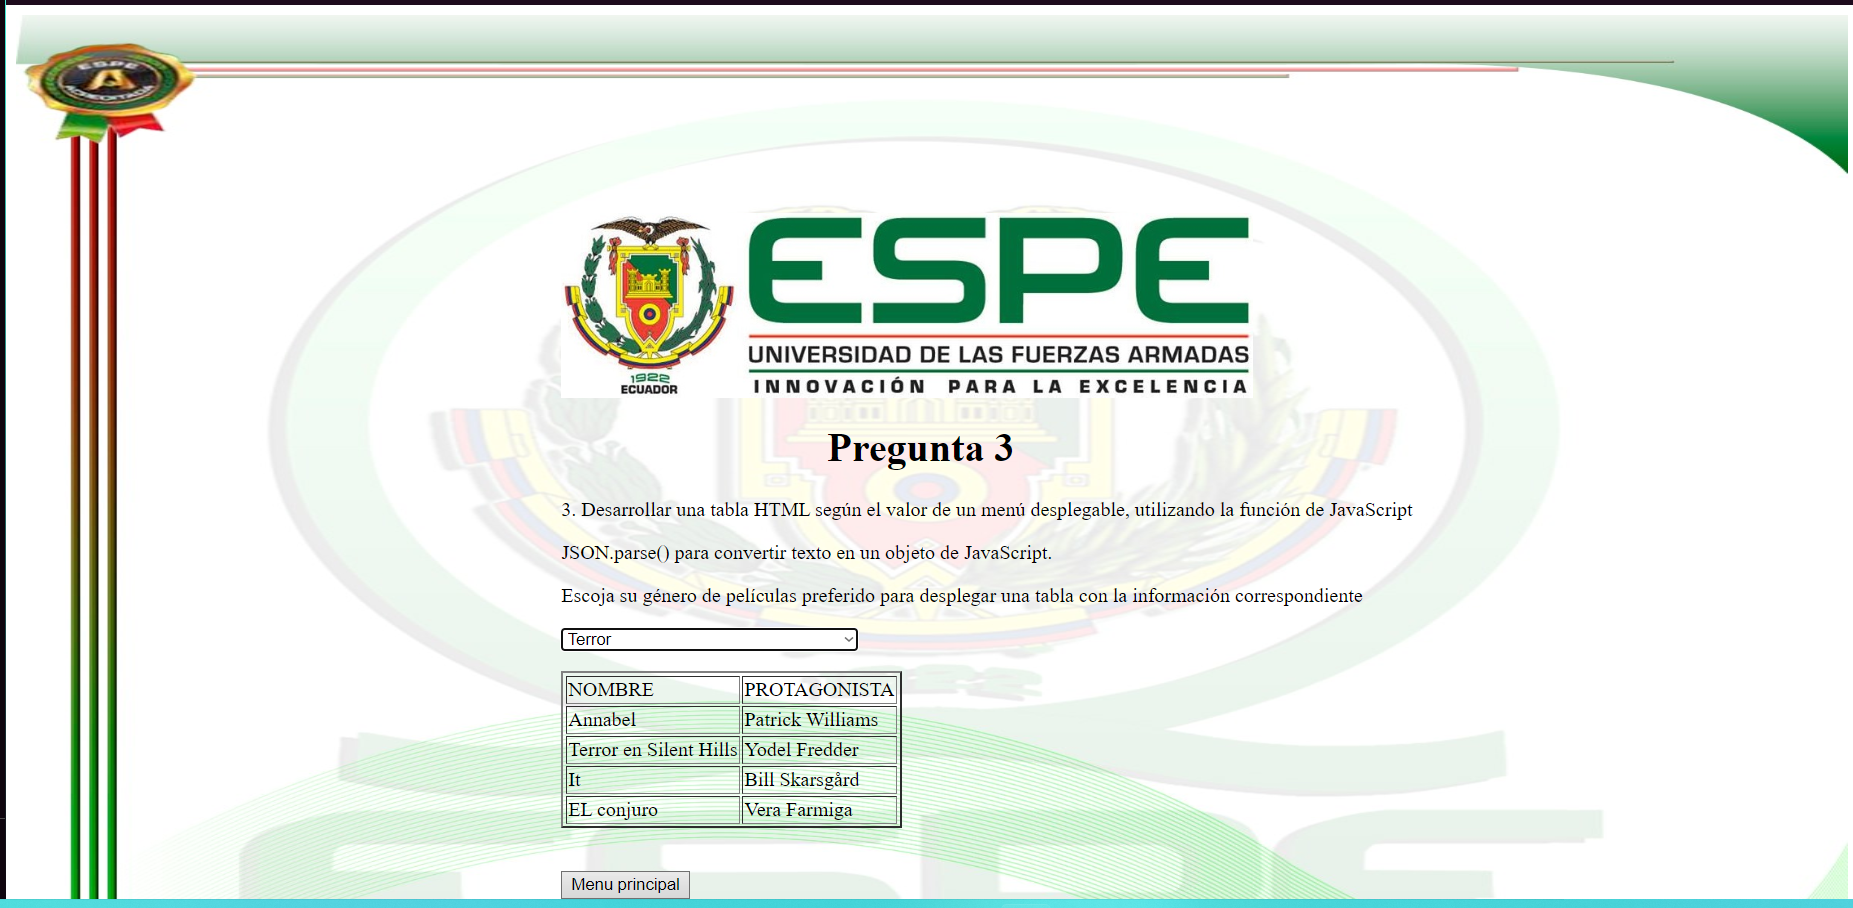 ESPE
A
ACREDITADA
ESPE
UNIVERSIDAD DE LAS FUERZAS ARMADAS
INNOVACIÓN PARA LA EXCELENCIA
1922
ECUADOR
Pregunta 3
3. Desarrollar una tabla HTML según el valor de un menú desplegable, utilizando la función de JavaScript
JSON.parse() para convertir texto en un objeto de JavaScript.
Escoja su género de películas preferido para desplegar una tabla con la información correspondiente
Terror
NOMBRE PROTAGONISTA
Annabel Patrick Williams
Terror en Silent Hills Yodel Fredder
It Bill Skarsgård
EL conjuro Vera Farmiga
1922
ESPE
Menu principal